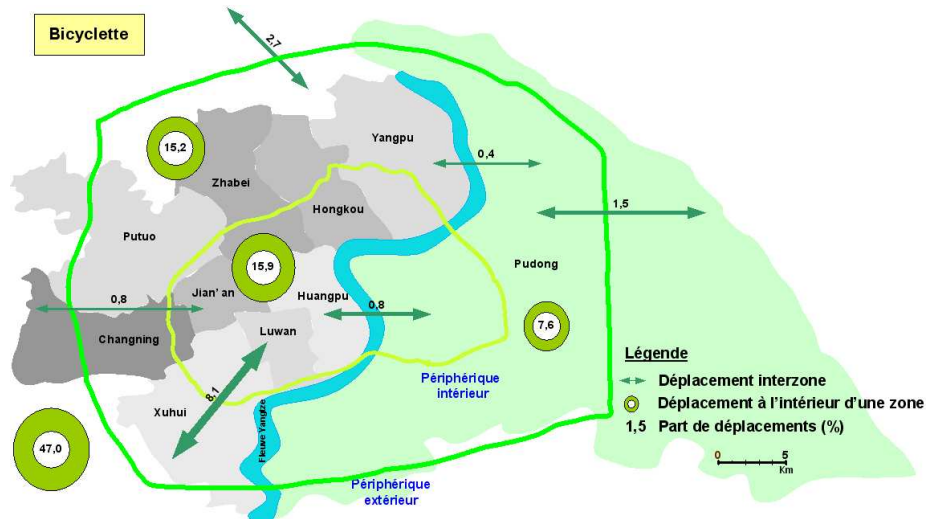 Bicyclette
2,7
Yangpu
15,2
0,4
Zhabei
Hongkou
1,5
Putuo
Pudong
15,9
Jian' an
Huangpu
0,8
0,8
7,6
Luwan
Changning
Légende
Périphérique
intérieur
Déplacement interzone
8,1
Xuhui
Déplacement à l'intérieur d'une zone
47,0
Fleuve Yangtze
1,5 Part de déplacements (%)
0 5
Km
Périphérique
extérieur